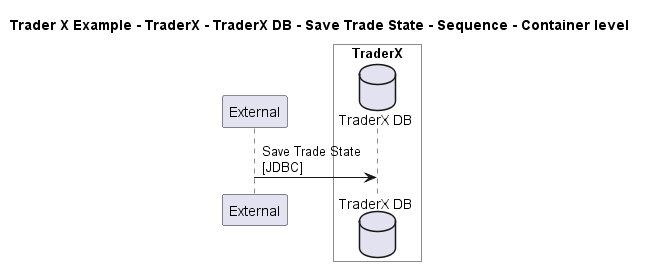 Trader X Example - TraderX - TraderX DB - Save Trade State - Sequence - Container level
TraderX
External
TraderX DB
Save Trade State
[JDBC]
External
TraderX DB